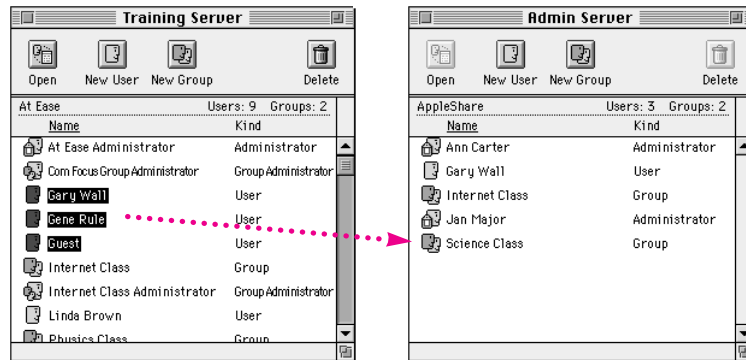 Training Server
Open New User New Group Delete
At Ease Users: 9 Groups: 2
Name Kind
At Ease Administrator Administrator
Com Focus Group Administrator Group Administrator
Gary Wall User
Gene Rule User
Guest User
Internet Class Group
Internet Class Administrator Group Administrator
Linda Brown User
Physics Class Group
Admin Server
Open New User New Group Delete
AppleShare Users: 3 Groups: 2
Name Kind
Ann Carter Administrator
Gary Wall User
Internet Class Group
Jan Major Administrator
Science Class Group